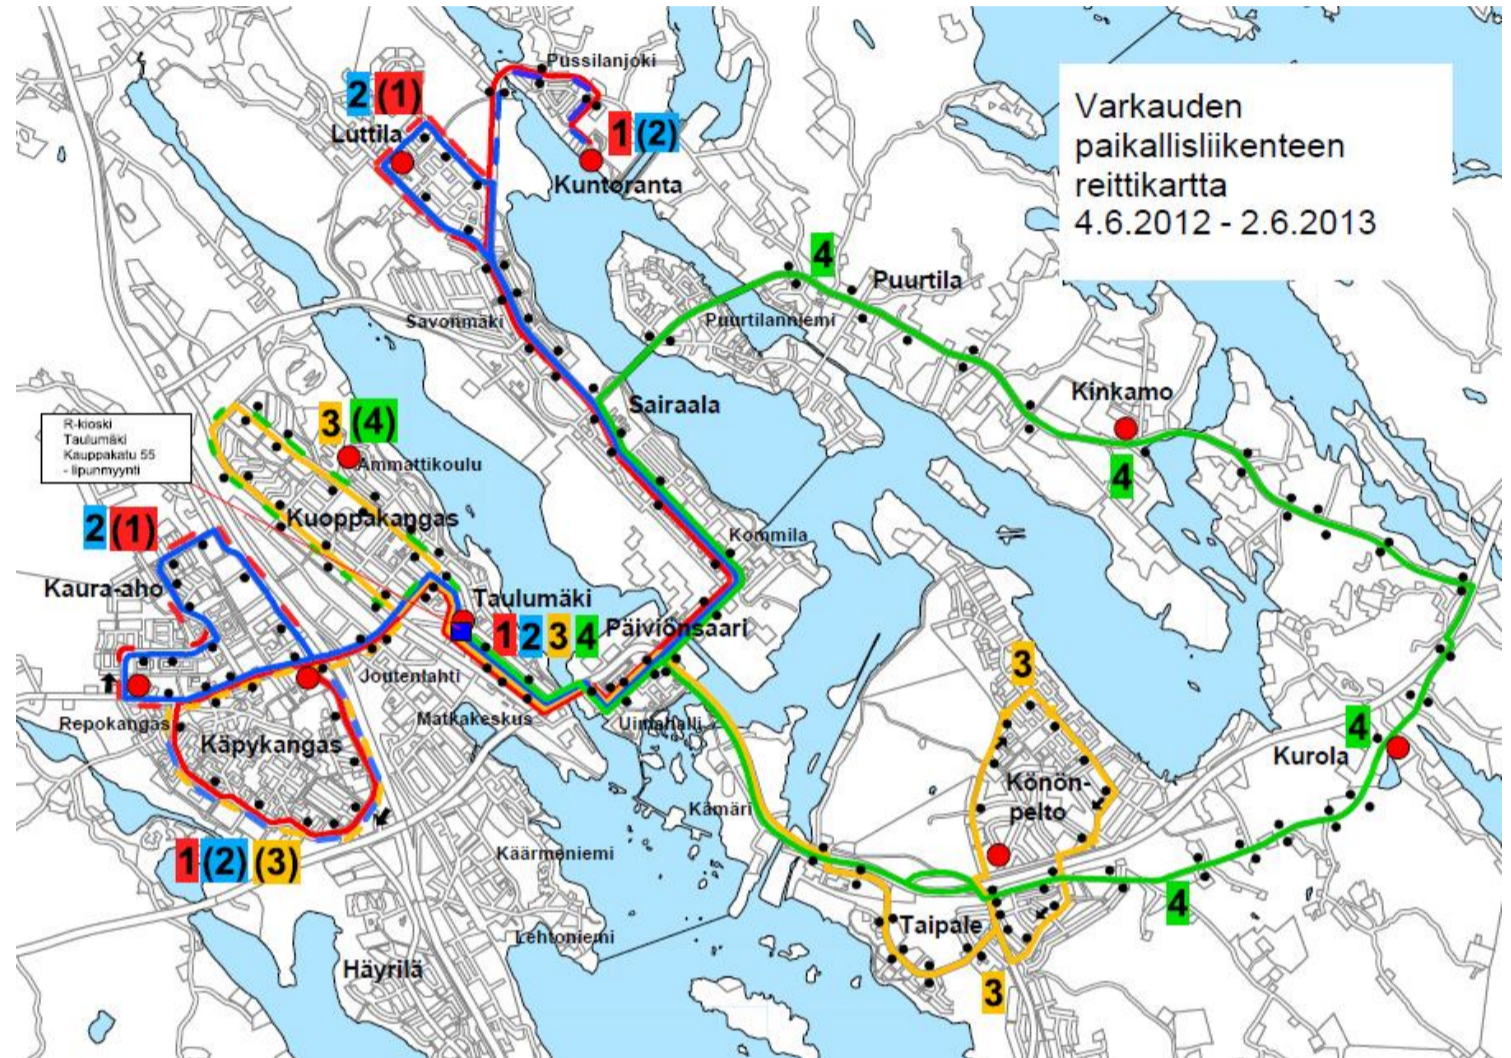 Varkauden
paikallisliikenteen
reittikartta
4.6.2012 - 2.6.2013
Pussilanjoki
2 (1)
Luttila
1 (2)
Kuntoranta
4
Puurtila
Puurtilanniemi
Savonmäki
Kinkamo
Sairaala
4
3 (4)
R-kioski
Taulumäki
Kauppakatu 55
- lipunmyynti
Ammattikoulu
Kuoppakangas
2 (1)
Kommila
Kaura-aho
Taulumäki
1 2 3 4
Päiviönsaari
3
Joutenlahti
Repokangas
Matkakeskus
Uimahalli
4
Käpykangas
Kurola
Könön-
pelto
Kämäri
1 (2) (3)
Käärmeniemi
4
Taipale
Lehtoniemi
Häyrilä
3